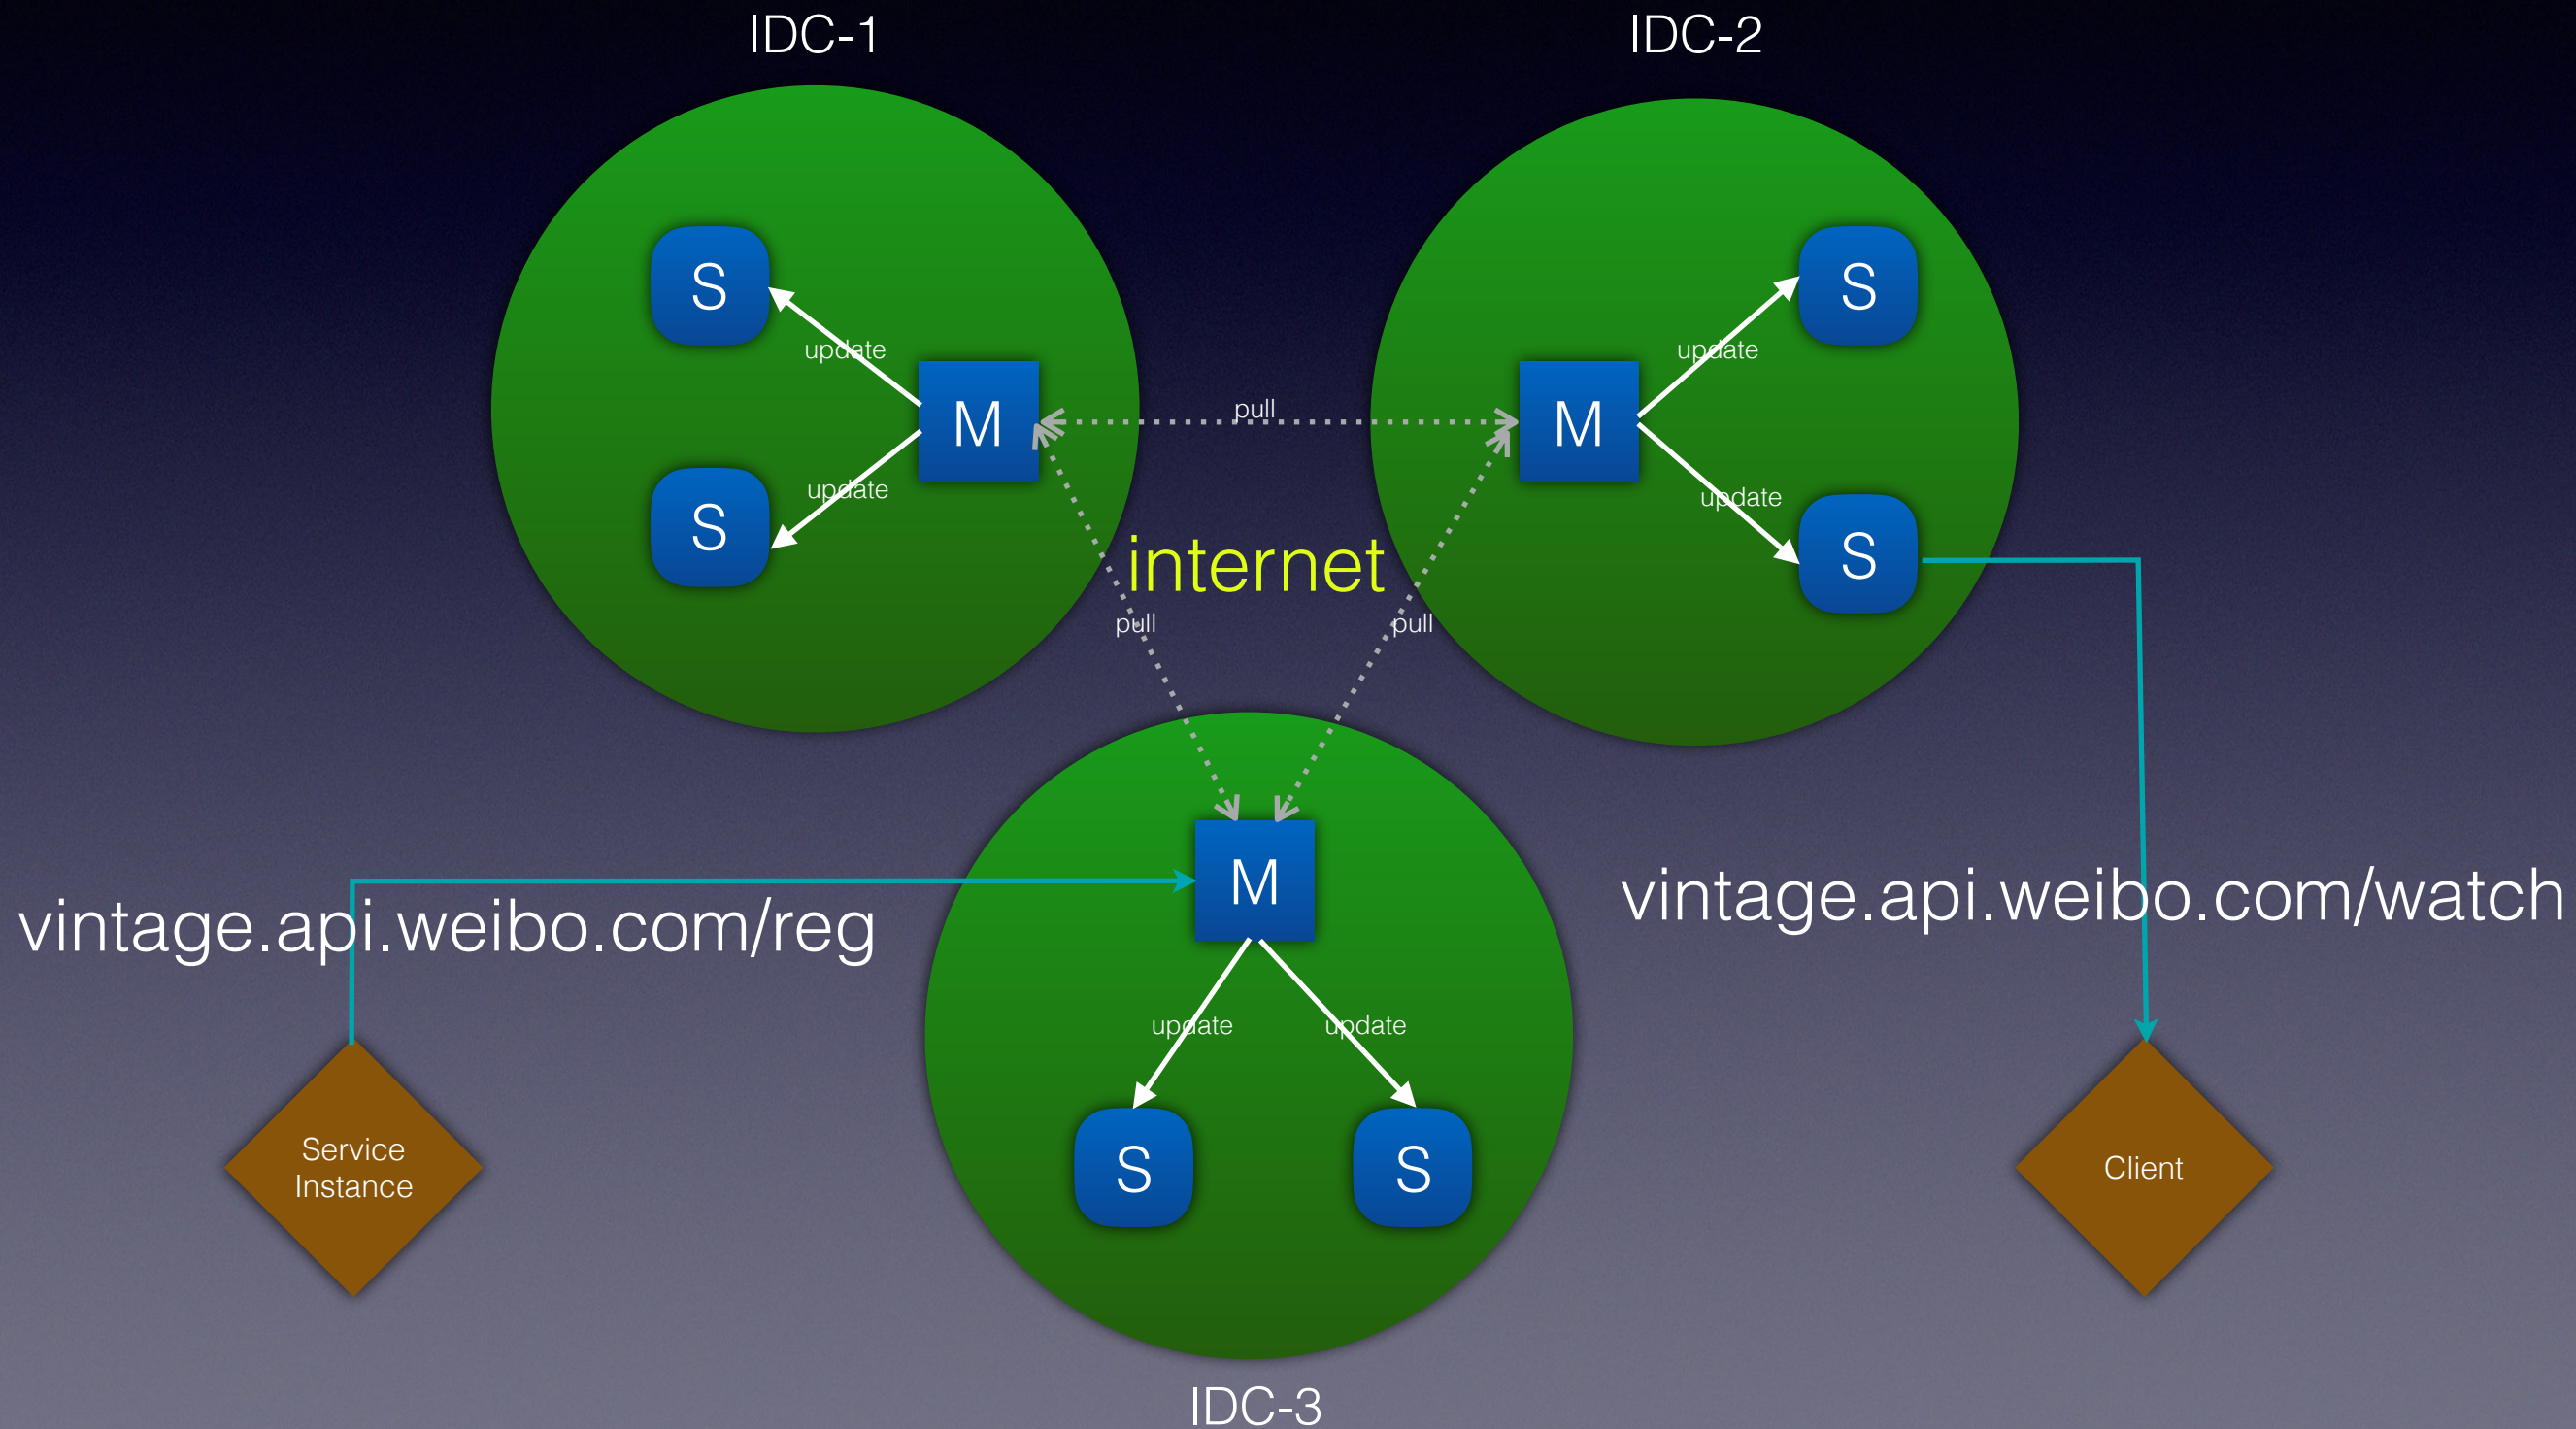 IDC-1
IDC-2
S
S
update
update
M
pull
M
update
update
S
S
internet
pull
pull
M
vintage.api.weibo.com/reg
vintage.api.weibo.com/watch
update
update
Service
Instance
S
S
Client
IDC-3